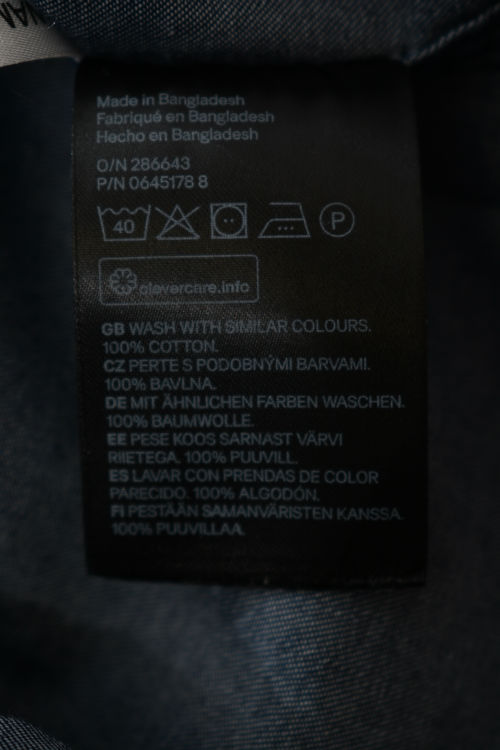 Made in Bangladesh
Fabriqué en Bangladesh
Hecho en Bangladesh
O/N 286643
P/N 0645178 8
40 P
clevercare.info
GB WASH WITH SIMILAR COLOURS.
100% COTTON.
CZ PERTE S PODOBNÝMI BARVAMI.
100% BAVLNA.
DE MIT ÄHNLICHEN FARBEN WASCHEN.
100% BAUMWOLLE.
EE PESE KOOS SARNAST VÄRVI
RIIETEGA. 100% PUUVILL.
ES LAVAR CON PRENDAS DE COLOR
PARECIDO. 100% ALGODÓN.
FI PESTÄÄN SAMANVÄRISTEN KANSSA.
100% PUUVILLAA.